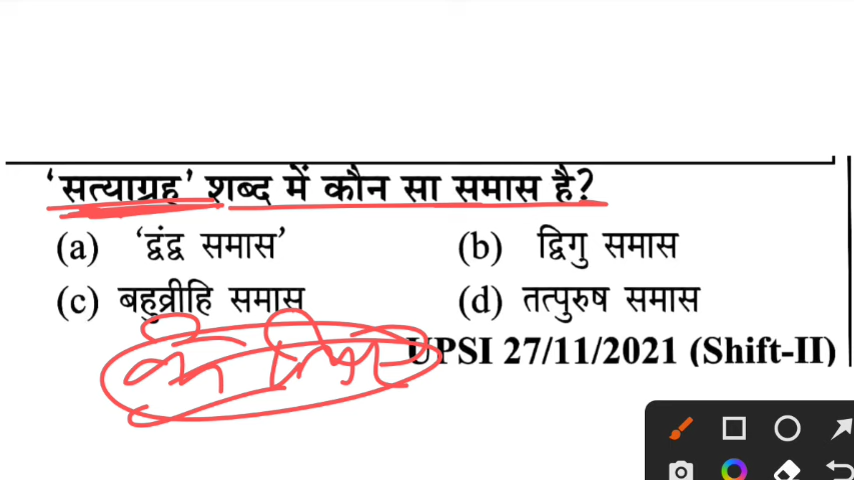 'सत्याग्रह' शब्द में कौन सा समास है?
(a) 'द्वंद्व समास' (b) द्विगु समास
(c) बहुव्रीहि समास (d) तत्पुरुष समास
के लिए
UPSI 27/11/2021 (Shift-II)